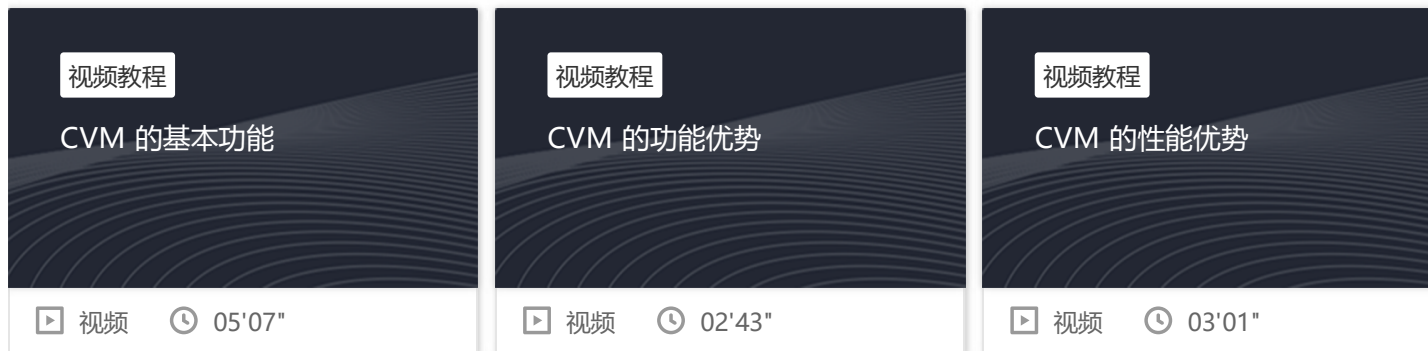 视频教程
CVM 的基本功能
视频 05'07"
视频教程
CVM 的功能优势
视频 02'43"
视频教程
CVM 的性能优势
视频 03'01"